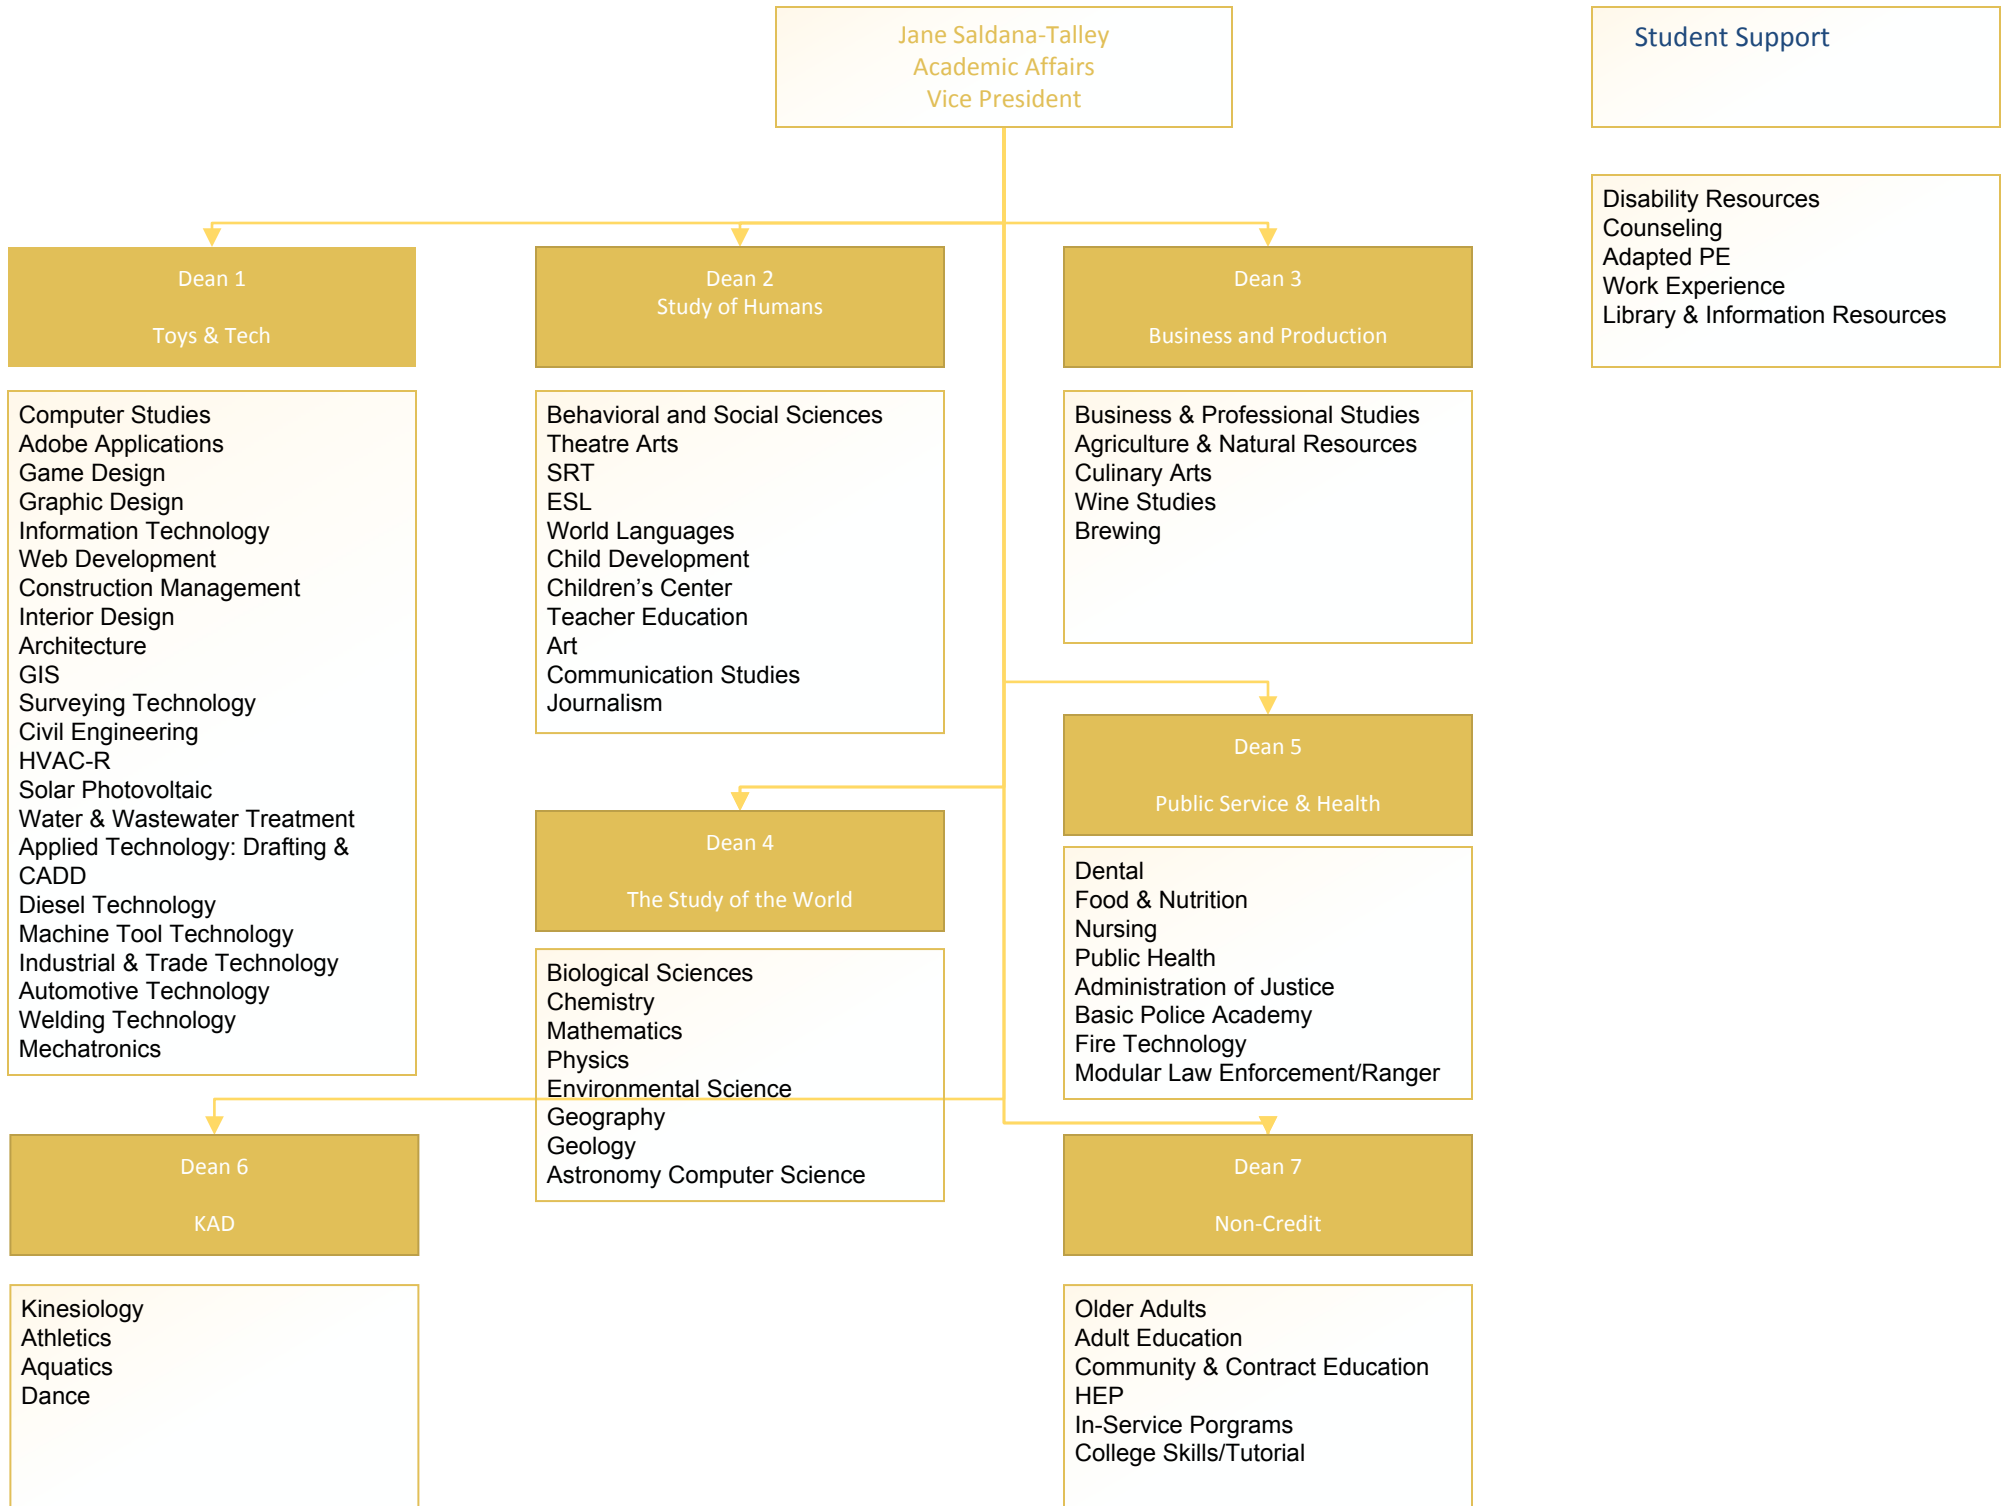 Jane Saldana-Talley
Academic Affairs
Vice President
Student Support
Disability Resources
Counseling
Adapted PE
Work Experience
Library & Information Resources
Dean 1
Toys & Tech
Computer Studies
Adobe Applications
Game Design
Graphic Design
Information Technology
Web Development
Construction Management
Interior Design
Architecture
GIS
Surveying Technology
Civil Engineering
HVAC-R
Solar Photovoltaic
Water & Wastewater Treatment
Applied Technology: Drafting &
CADD
Diesel Technology
Machine Tool Technology
Industrial & Trade Technology
Automotive Technology
Welding Technology
Mechatronics
Dean 2
Study of Humans
Behavioral and Social Sciences
Theatre Arts
SRT
ESL
World Languages
Child Development
Children’s Center
Teacher Education
Art
Communication Studies
Journalism
Dean 3
Business and Production
Business & Professional Studies
Agriculture & Natural Resources
Culinary Arts
Wine Studies
Brewing
Dean 4
The Study of the World
Biological Sciences
Chemistry
Mathematics
Physics
Environmental Science
Geography
Geology
Astronomy Computer Science
Dean 5
Public Service & Health
Dental
Food & Nutrition
Nursing
Public Health
Administration of Justice
Basic Police Academy
Fire Technology
Modular Law Enforcement/Ranger
Dean 6
KAD
Kinesiology
Athletics
Aquatics
Dance
Dean 7
Non-Credit
Older Adults
Adult Education
Community & Contract Education
HEP
In-Service Porgrams
College Skills/Tutorial